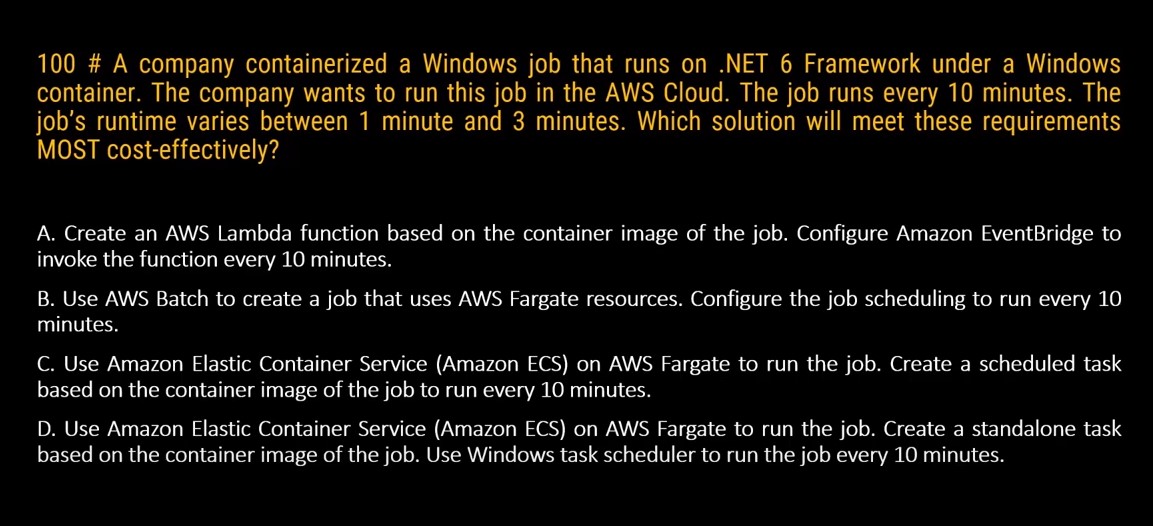 100 # A company containerized a Windows job that runs on .NET 6 Framework under a Windows
container. The company wants to run this job in the AWS Cloud. The job runs every 10 minutes. The
job's runtime varies between 1 minute and 3 minutes. Which solution will meet these requirements
MOST cost-effectively?
A. Create an AWS Lambda function based on the container image of the job. Configure Amazon EventBridge to
invoke the function every 10 minutes.
B. Use AWS Batch to create a job that uses AWS Fargate resources. Configure the job scheduling to run every 10
minutes.
C. Use Amazon Elastic Container Service (Amazon ECS) on AWS Fargate to run the job. Create a scheduled task
based on the container image of the job to run every 10 minutes.
D. Use Amazon Elastic Container Service (Amazon ECS) on AWS Fargate to run the job. Create a standalone task
based on the container image of the job. Use Windows task scheduler to run the job every 10 minutes.